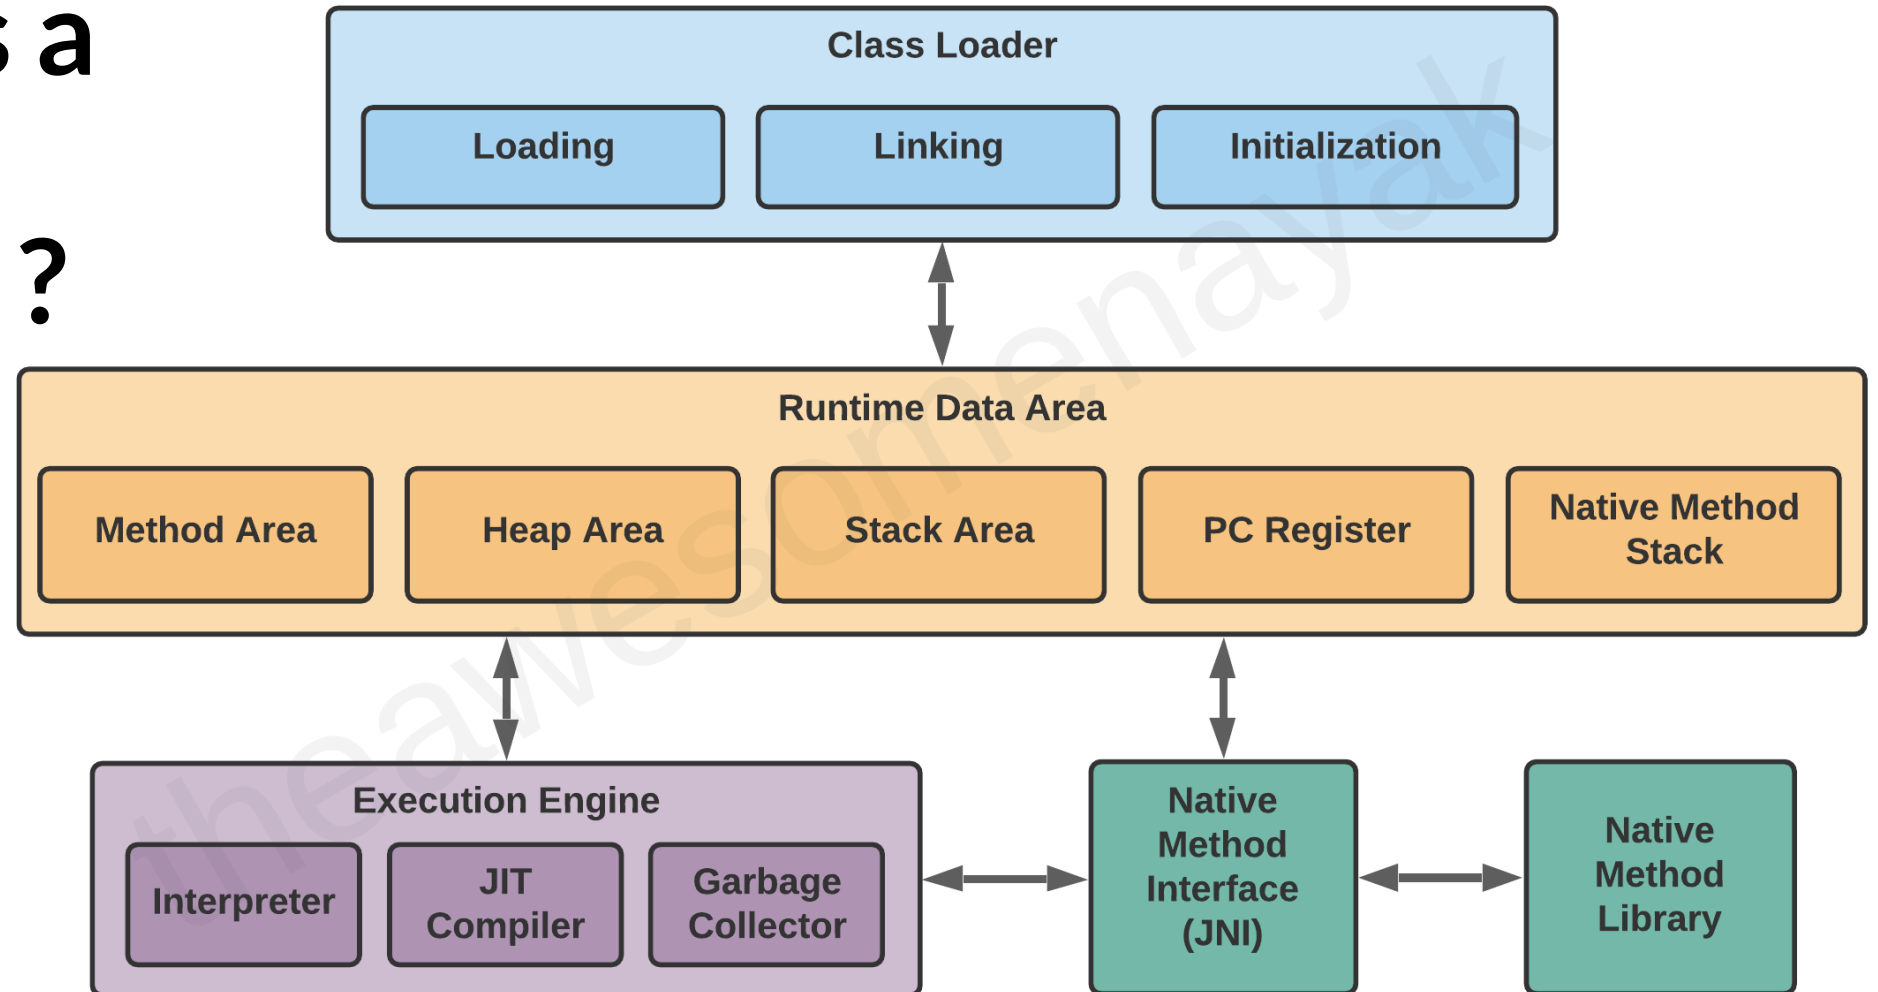 s a
?
Class Loader
Loading
Linking
Initialization
Runtime Data Area
Method Area
Heap Area
Stack Area
PC Register
Native Method
Stack
Execution Engine
Interpreter
JIT
Compiler
Garbage
Collector
Native
Method
Interface
(JNI)
Native
Method
Library
theawesomenayak